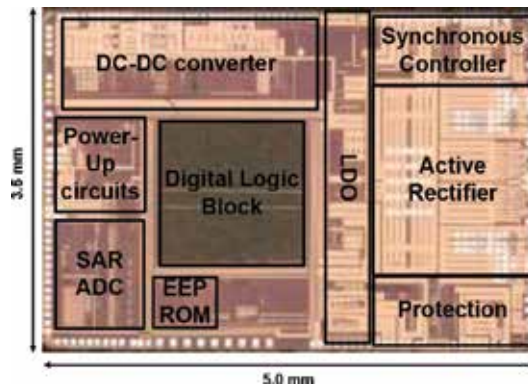 DC-DC converter
Synchronous
Controller
Power-
Up
circuits
Digital Logic
Block
LDO
Active
Rectifier
SAR
ADC
EEP
ROM
Protection
3.5 mm
5.0 mm